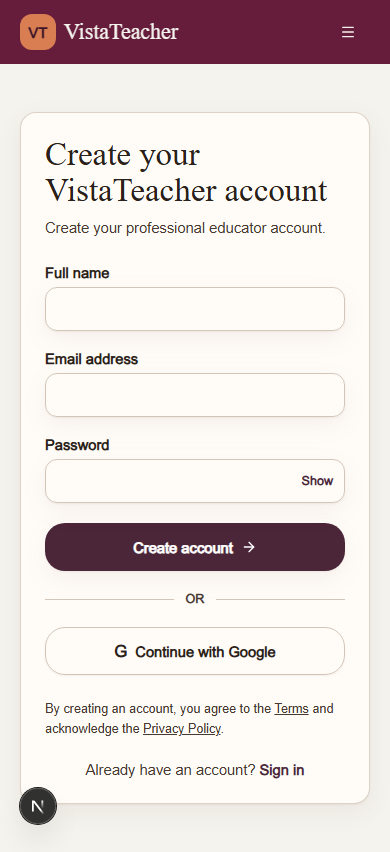 VT VistaTeacher
Create your
VistaTeacher account
Create your professional educator account.
Full name
Email address
Password
Show
Create account →
OR
G Continue with Google
By creating an account, you agree to the Terms and
acknowledge the Privacy Policy.
Already have an account? Sign in
N